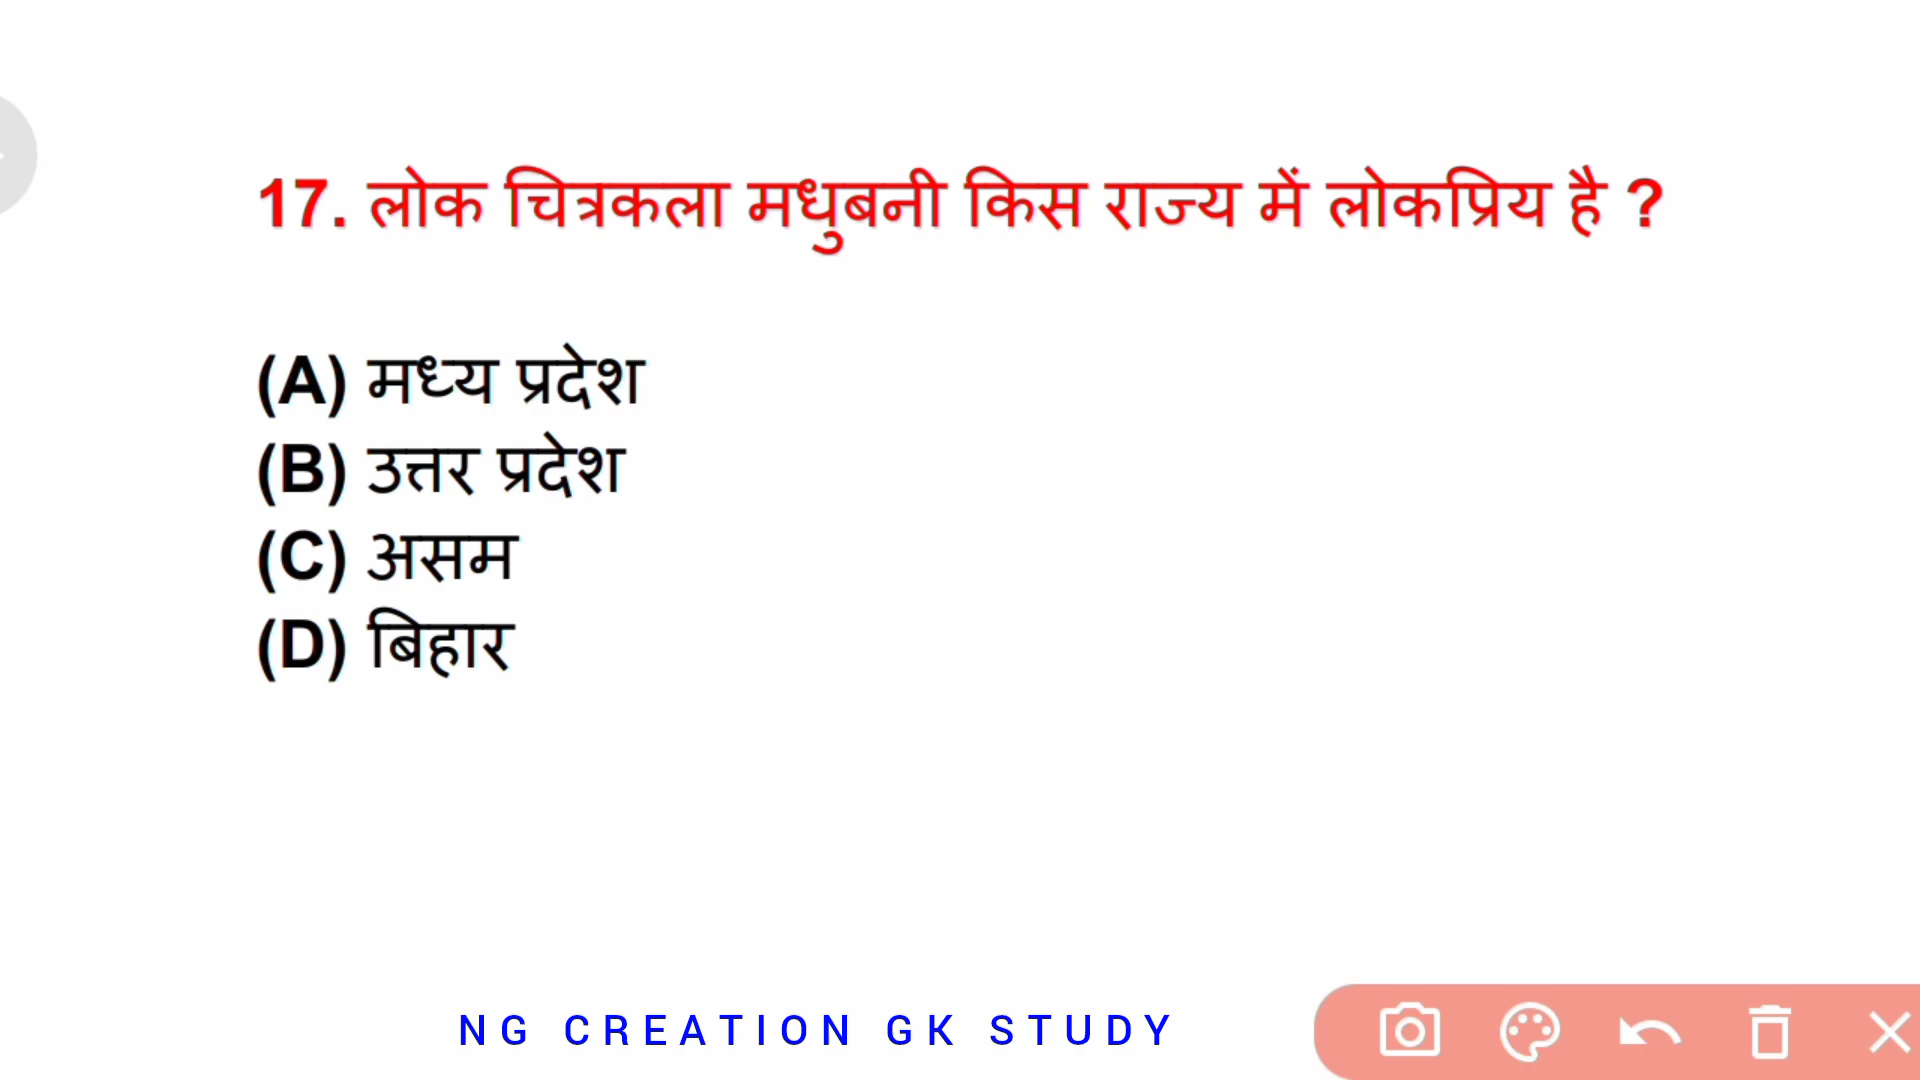 17. लोक चित्रकला मधुबनी किस राज्य में लोकप्रिय है ?
(A) मध्य प्रदेश
(B) उत्तर प्रदेश
(C) असम
(D) बिहार
NG CREATION GK STUDY